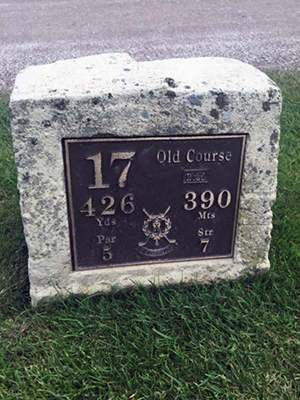 17 Old Course
426 390
Yds Mts
Par Str
5 7